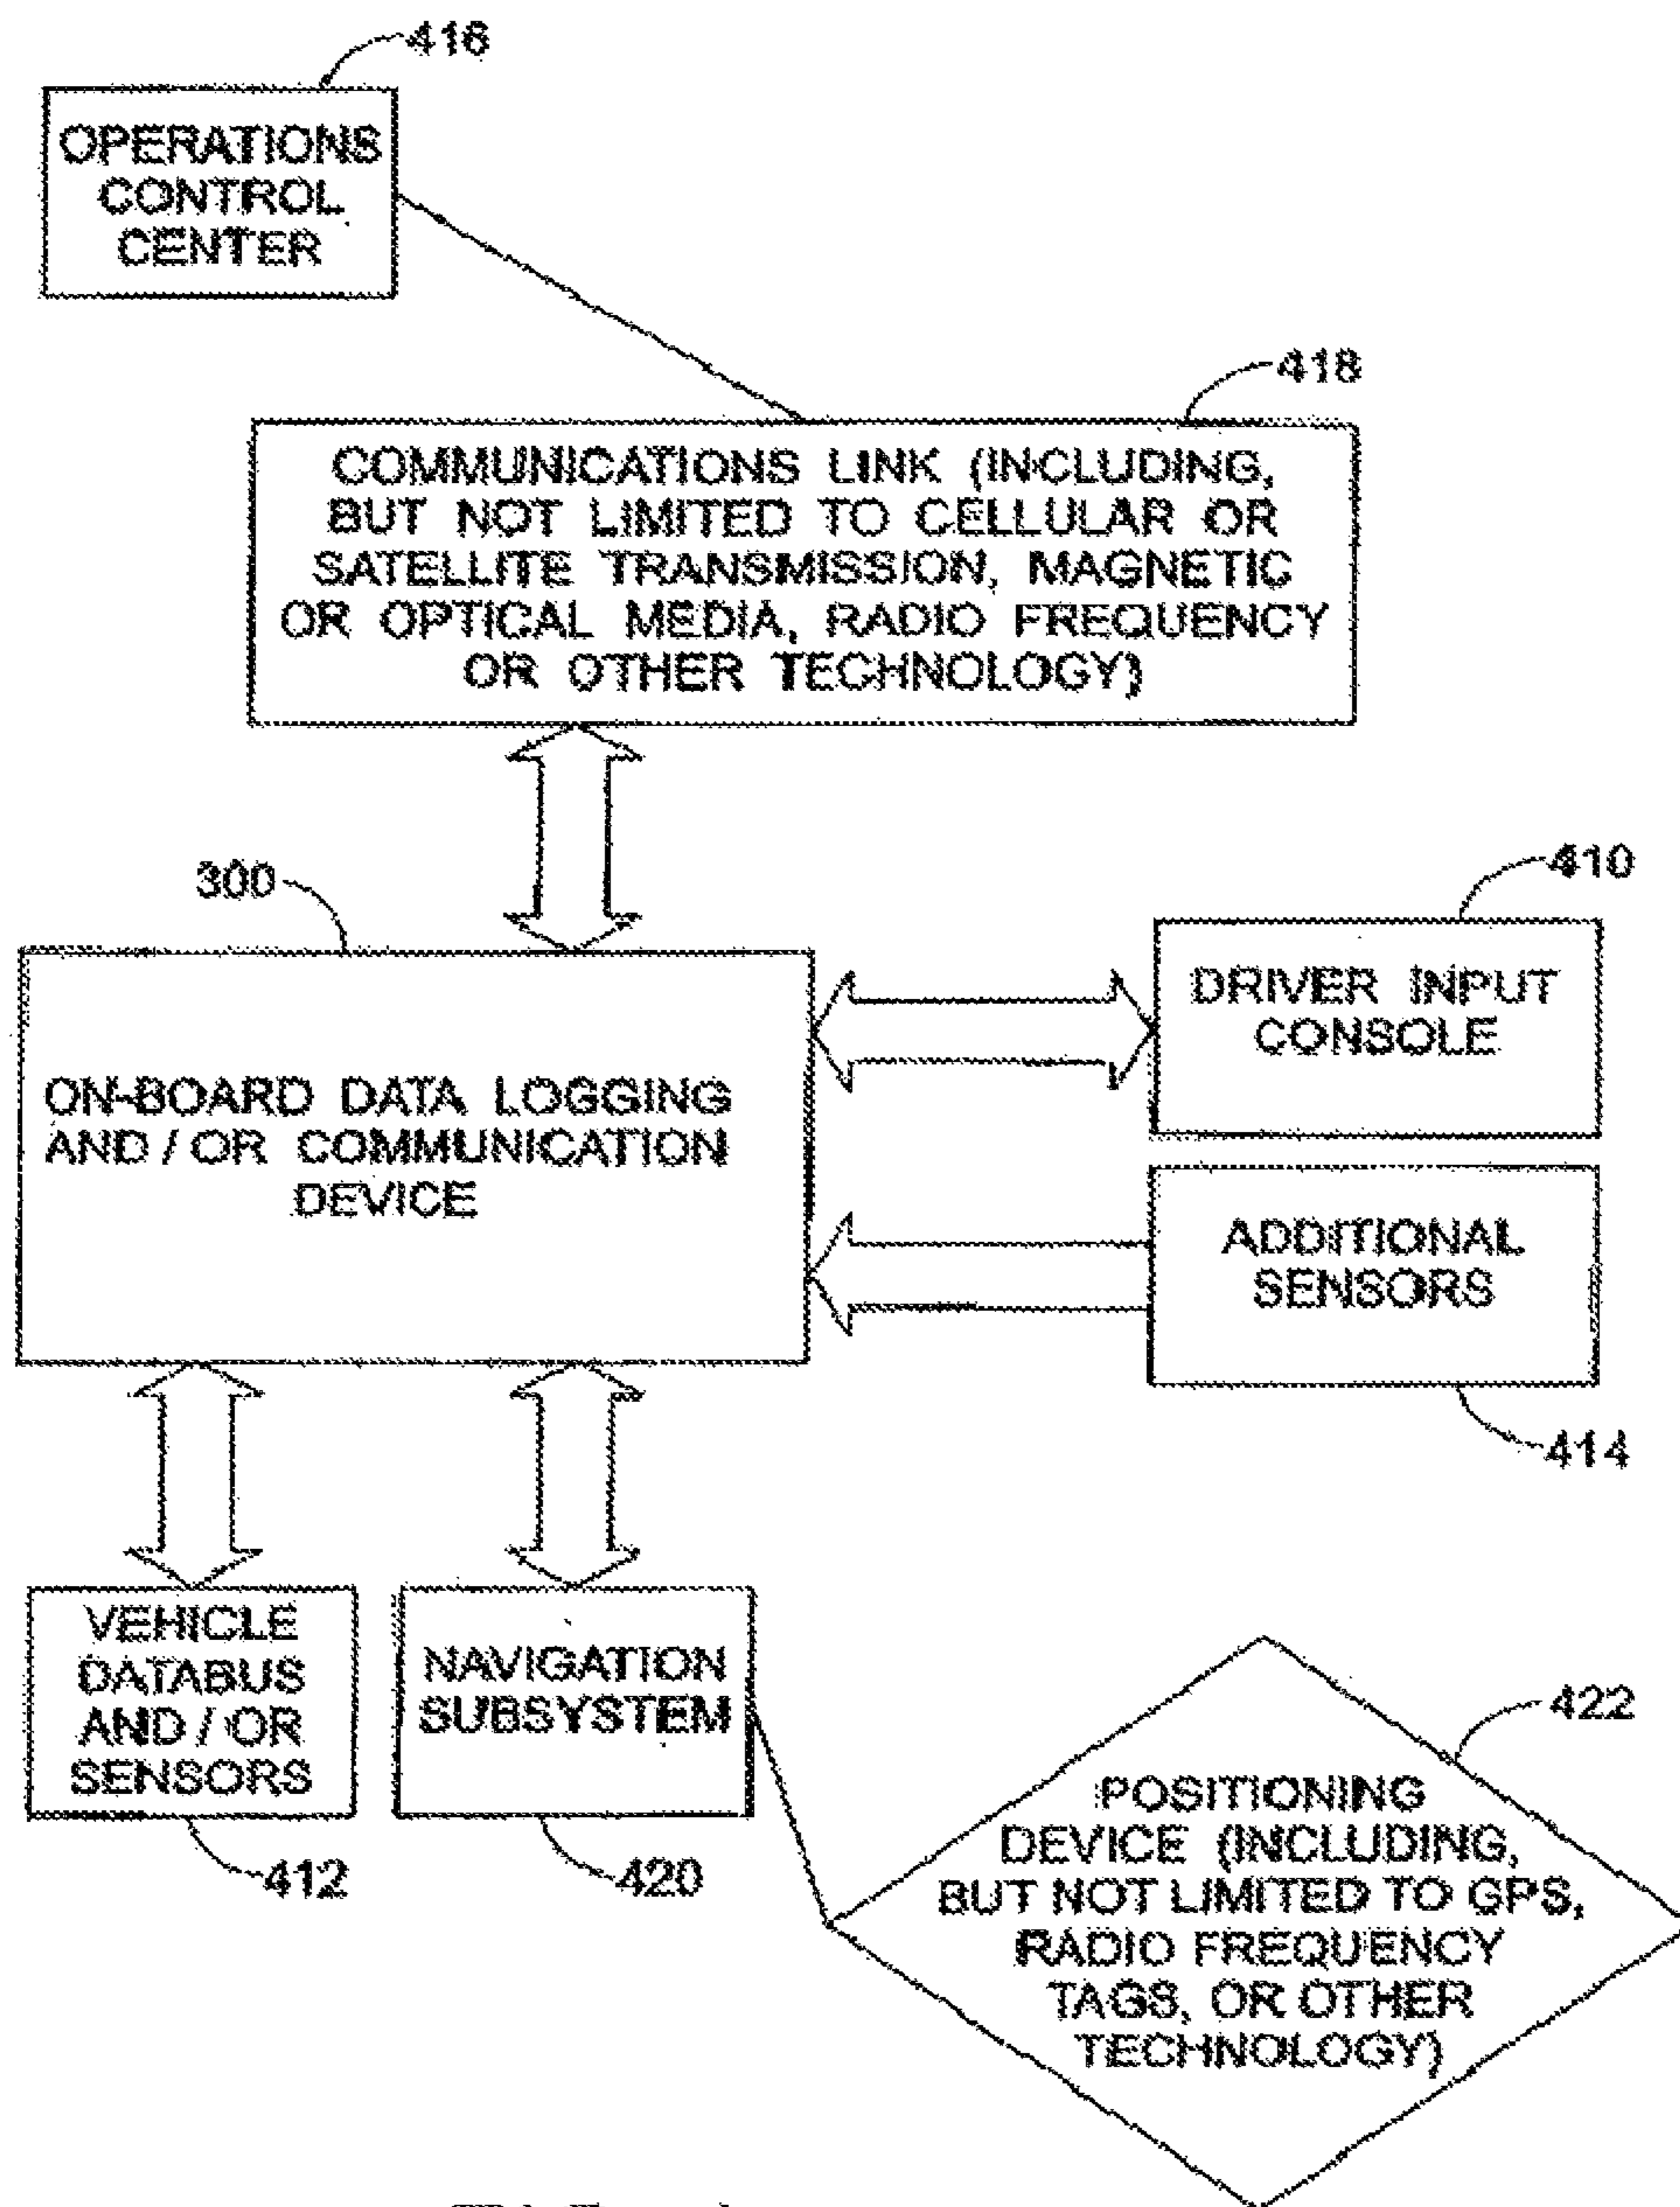 416
OPERATIONS
CONTROL
CENTER
418
COMMUNICATIONS LINK (INCLUDING,
BUT NOT LIMITED TO CELLULAR OR
SATELLITE TRANSMISSION, MAGNETIC
OR OPTICAL MEDIA, RADIO FREQUENCY
OR OTHER TECHNOLOGY)
300
410
DRIVER INPUT
CONSOLE
ON-BOARD DATA LOGGING
AND / OR COMMUNICATION
DEVICE
ADDITIONAL
SENSORS
414
VEHICLE
DATABUS
AND / OR
SENSORS
NAVIGATION
SUBSYSTEM
412
420
422
POSITIONING
DEVICE (INCLUDING,
BUT NOT LIMITED TO GPS,
RADIO FREQUENCY
TAGS, OR OTHER
TECHNOLOGY)